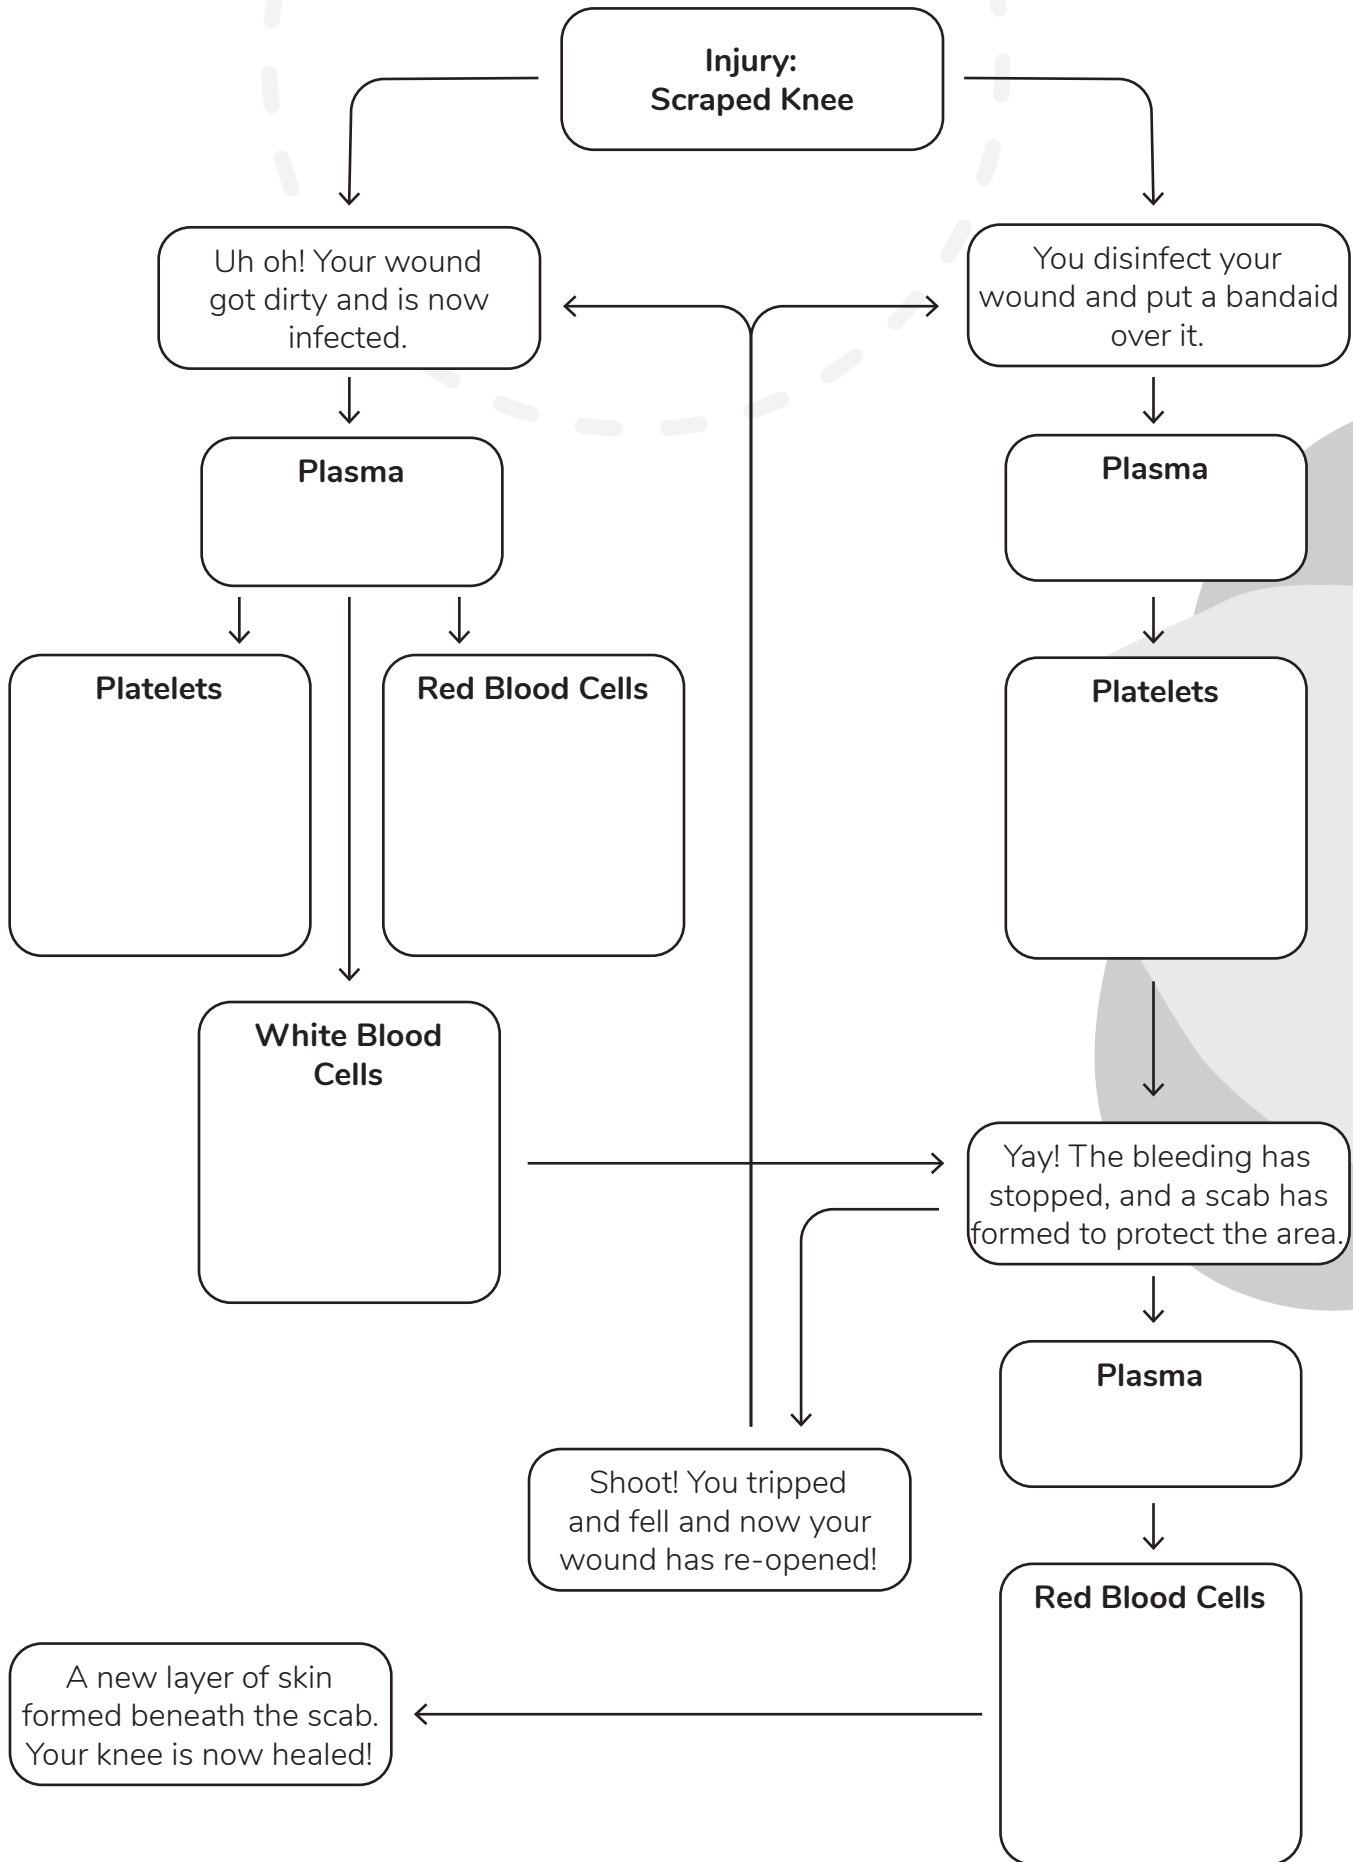 Injury:
Scraped Knee
Uh oh! Your wound
got dirty and is now
infected.
You disinfect your
wound and put a bandaid
over it.
Plasma
Plasma
Platelets
Red Blood Cells
Platelets
White Blood
Cells
Yay! The bleeding has
stopped, and a scab has
formed to protect the area.
Plasma
Shoot! You tripped
and fell and now your
wound has re-opened!
Red Blood Cells
A new layer of skin
formed beneath the scab.
Your knee is now healed!